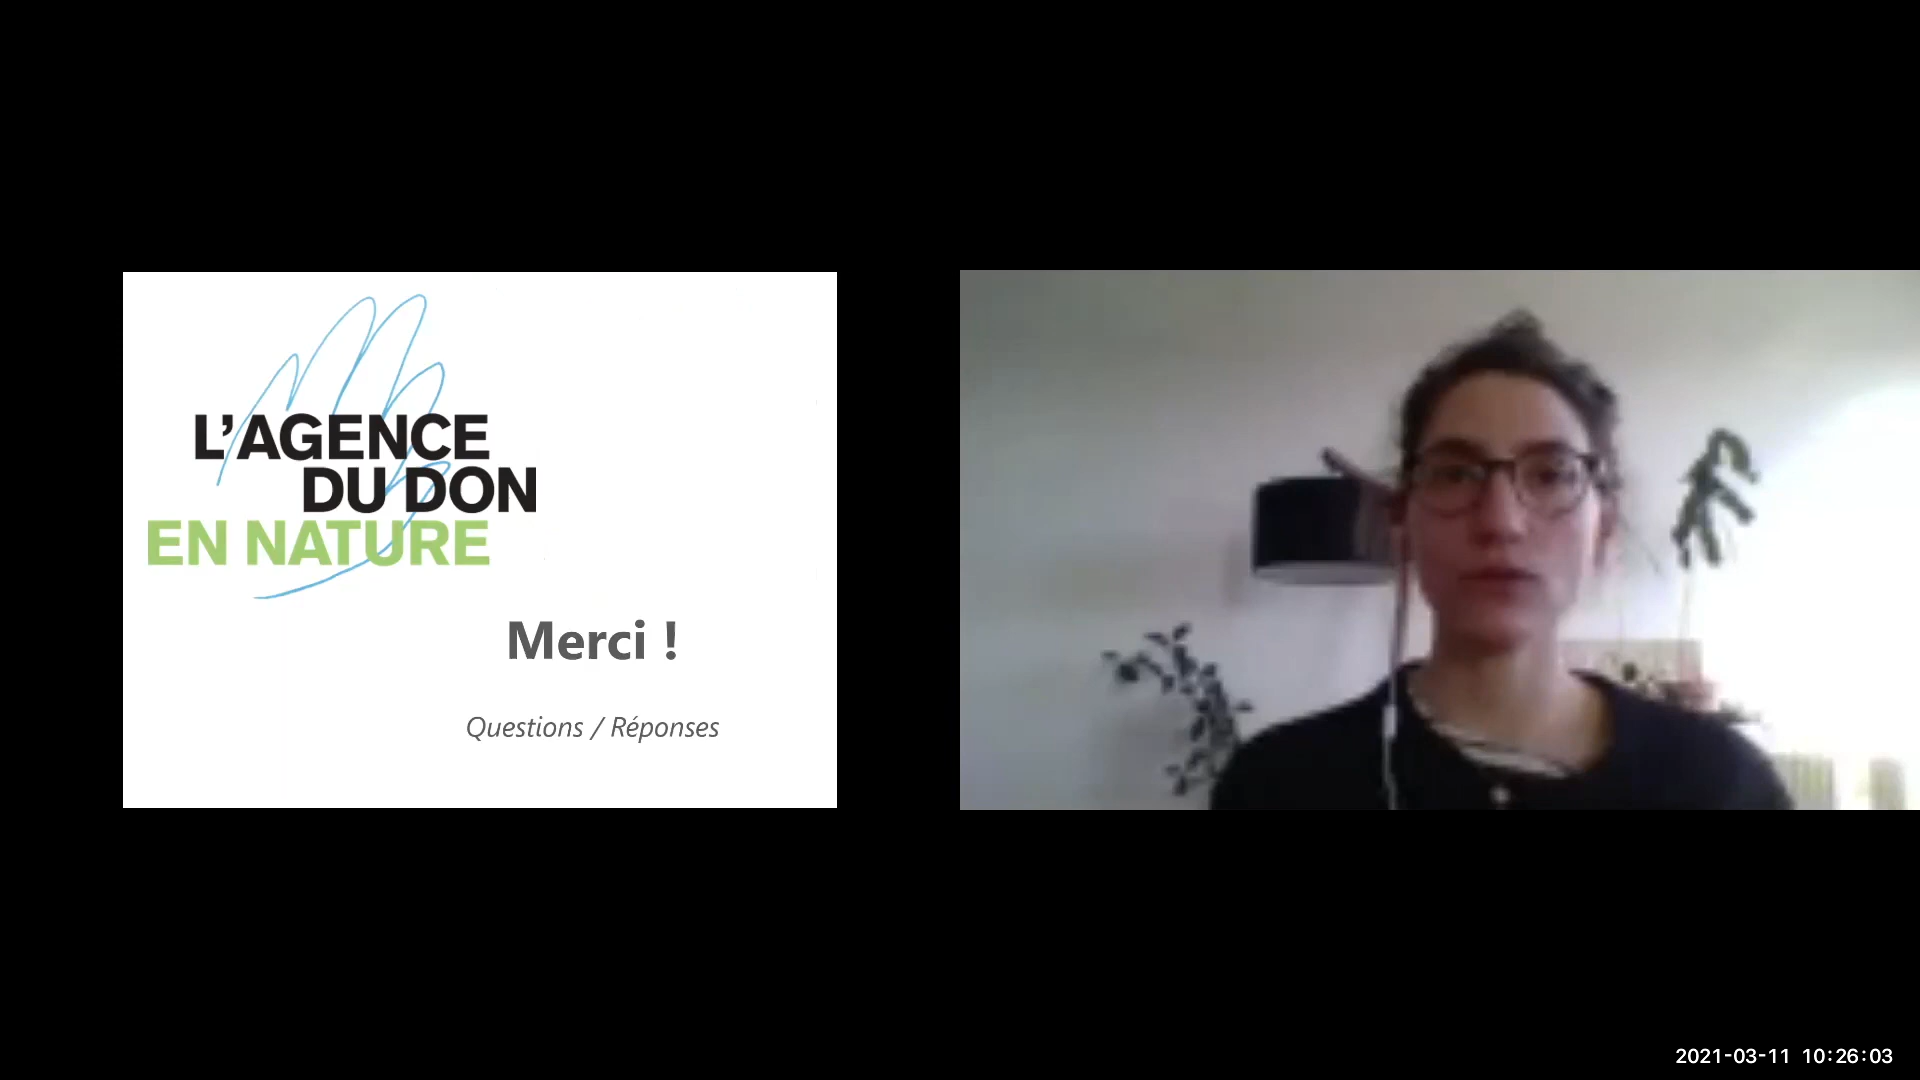 L’AGENCE
DU DON
EN NATURE
Merci !
Questions / Réponses
2021-03-11 10:26:03